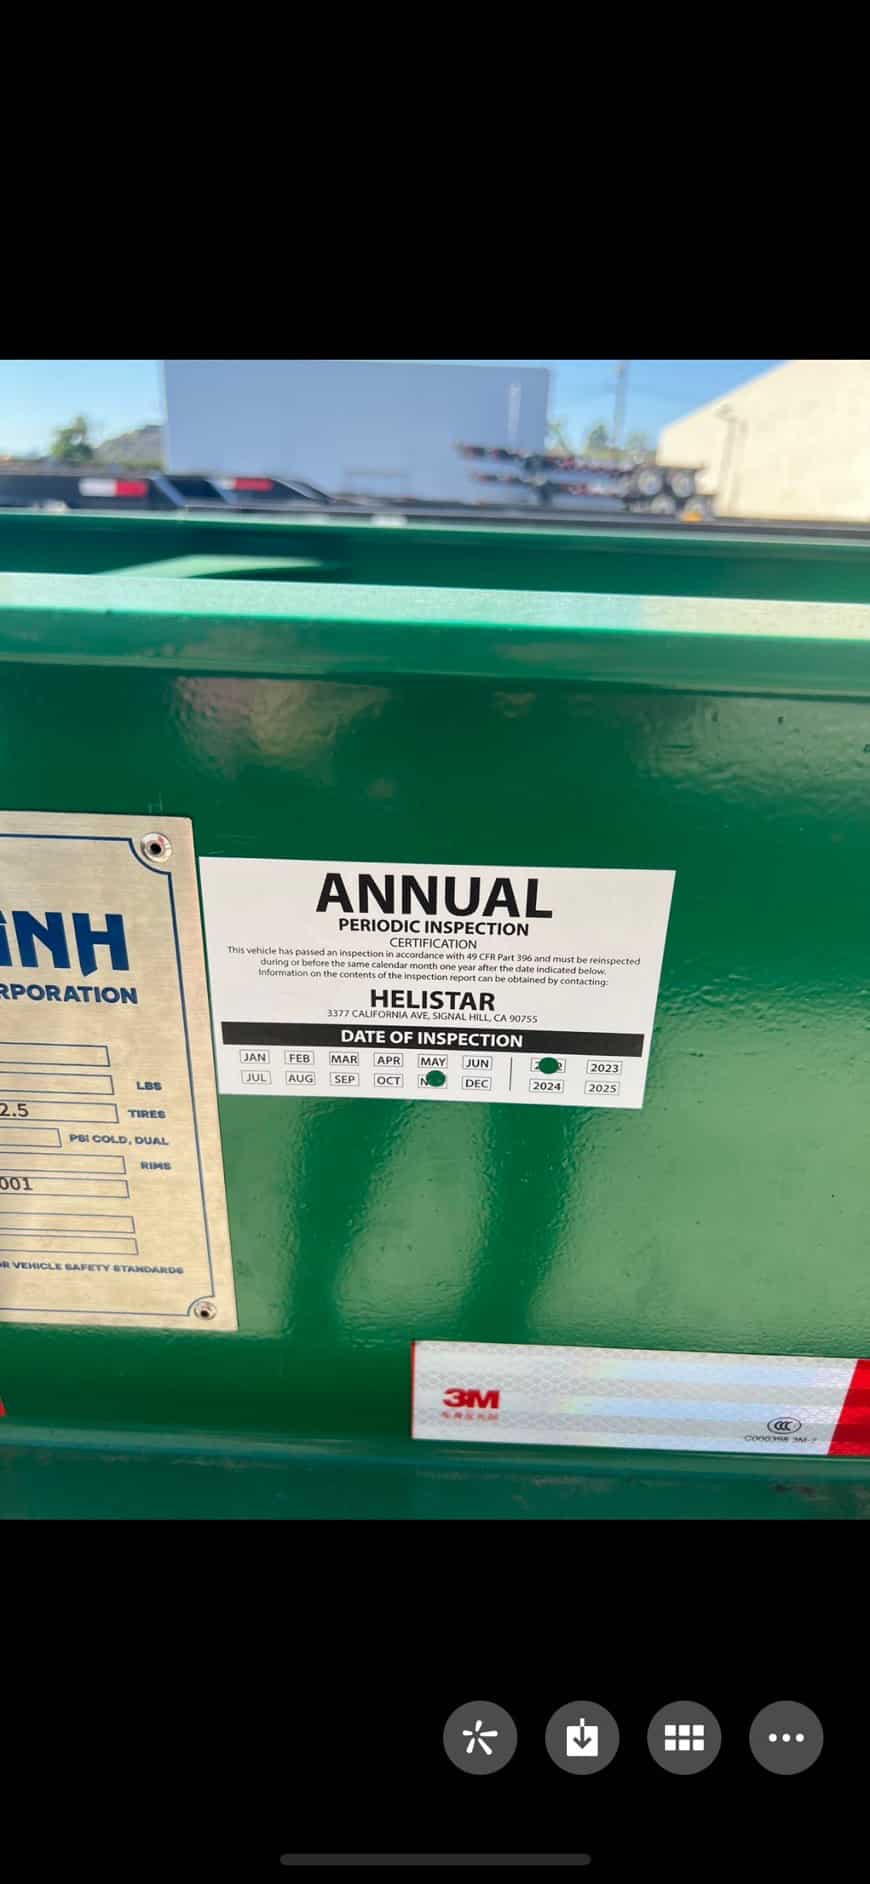 ANNUAL
PERIODIC INSPECTION
CERTIFICATION
This vehicle has passed an inspection in accordance with 49 CFR Part 396 and must be reinspected
during or before the same calendar month one year after the date indicated below.
Information on the contents of the inspection report can be obtained by contacting:
HELISTAR
3377 CALIFORNIA AVE, SIGNAL HILL, CA 90755
DATE OF INSPECTION
JAN FEB MAR APR MAY JUN 2023
JUL AUG SEP OCT N DEC 2024 2025
INH
RPORATION
LBS
2.5 TIRES
PSI COLD, DUAL
RIMS
001
OR VEHICLE SAFETY STANDARDS
3M
CCC